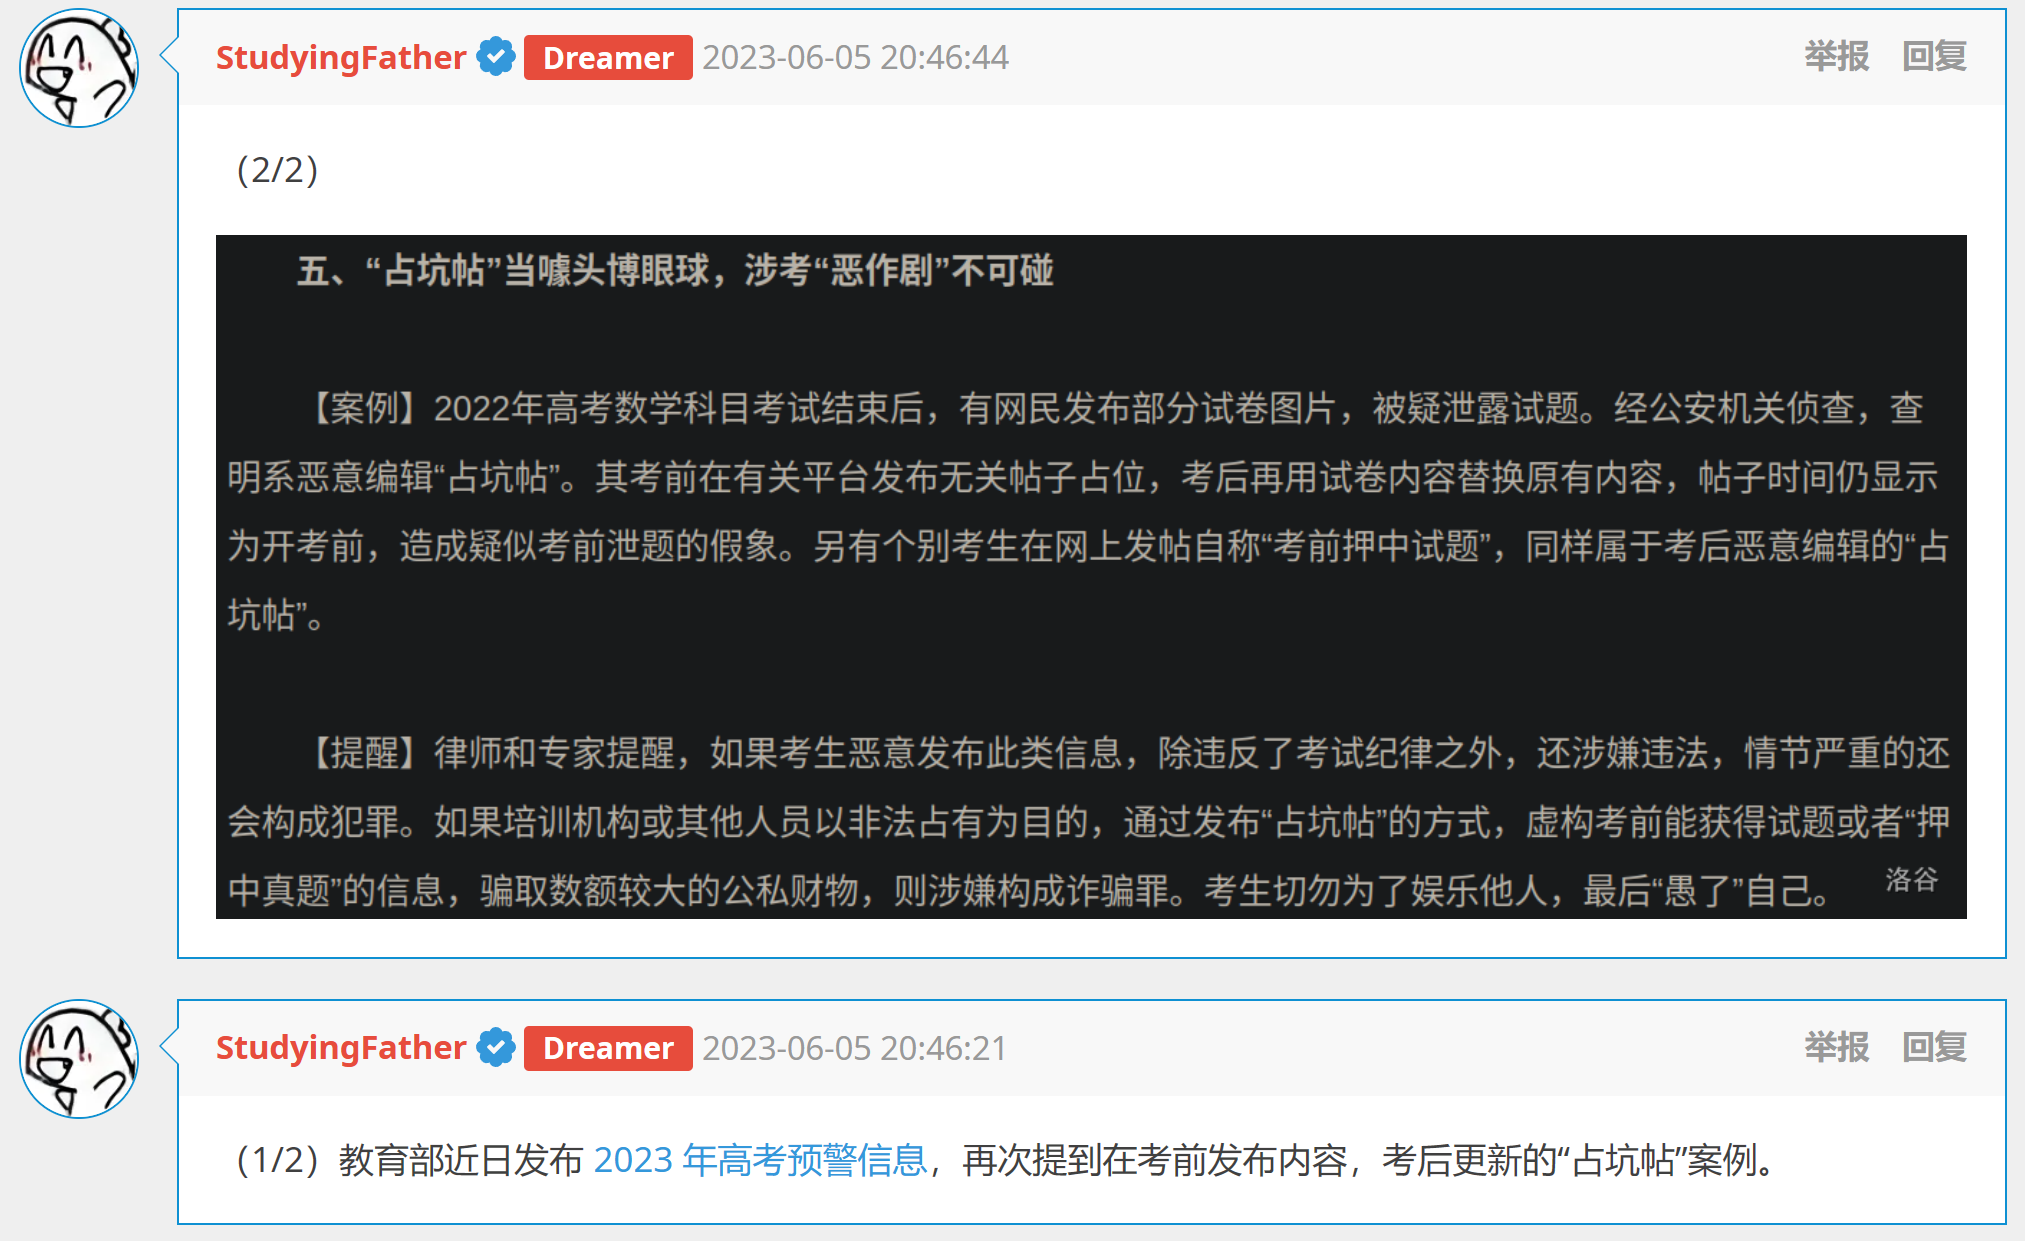 StudyingFather Dreamer 2023-06-05 20:46:44 举报 回复
（2/2）
五、“占坑帖”当噱头博眼球，涉考“恶作剧”不可碰
【案例】2022年高考数学科目考试结束后，有网民发布部分试卷图片，被疑泄露试题。经公安机关侦查，查
明系恶意编辑“占坑帖”。其考前在有关平台发布无关帖子占位，考后再用试卷内容替换原有内容，帖子时间仍显示
为开考前，造成疑似考前泄题的假象。另有个别考生在网上发帖自称“考前押中试题”，同样属于考后恶意编辑的“占
坑帖”。
【提醒】律师和专家提醒，如果考生恶意发布此类信息，除违反了考试纪律之外，还涉嫌违法，情节严重的还
会构成犯罪。如果培训机构或其他人员以非法占有为目的，通过发布“占坑帖”的方式，虚构考前能获得试题或者“押
中真题”的信息，骗取数额较大的公私财物，则涉嫌构成诈骗罪。考生切勿为了娱乐他人，最后“愚了”自己。
洛谷
StudyingFather Dreamer 2023-06-05 20:46:21 举报 回复
（1/2）教育部近日发布 2023 年高考预警信息，再次提到在考前发布内容，考后更新的“占坑帖”案例。